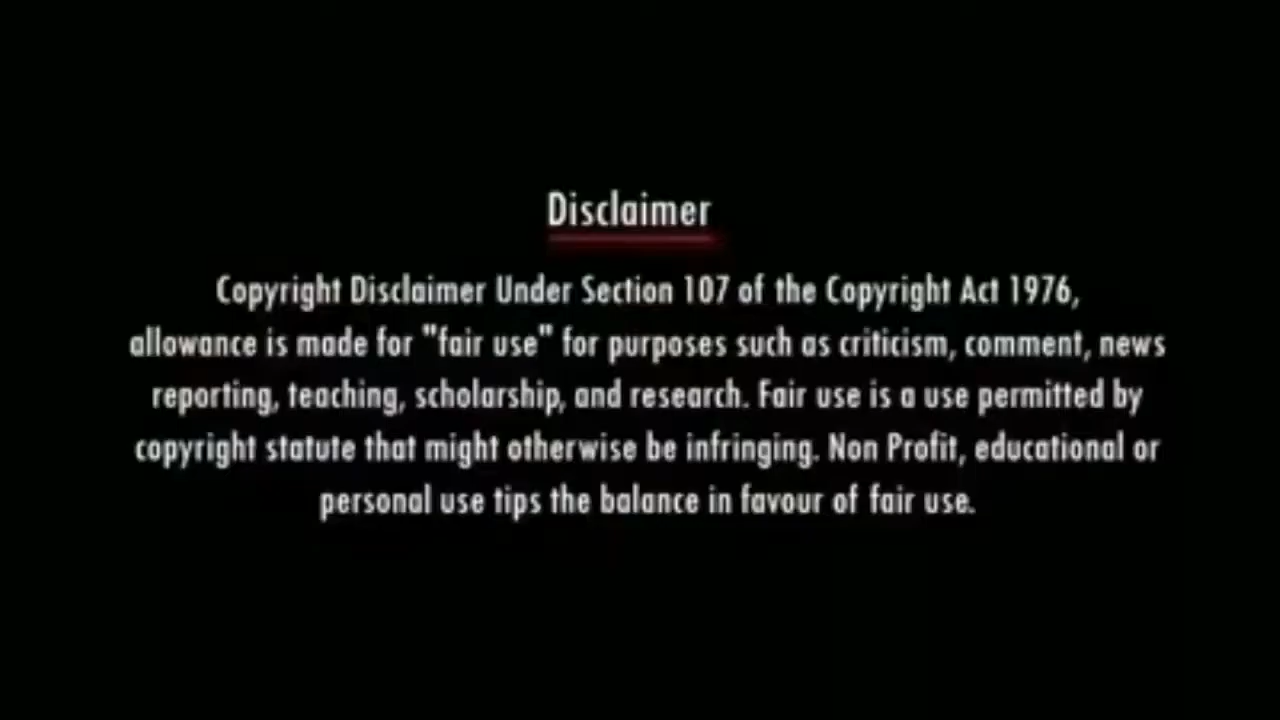 Disclaimer
Copyright Disclaimer Under Section 107 of the Copyright Act 1976,
allowance is made for "fair use" for purposes such as criticism, comment, news
reporting, teaching, scholarship, and research. Fair use is a use permitted by
copyright statute that might otherwise be infringing. Non Profit, educational or
personal use tips the balance in favour of fair use.